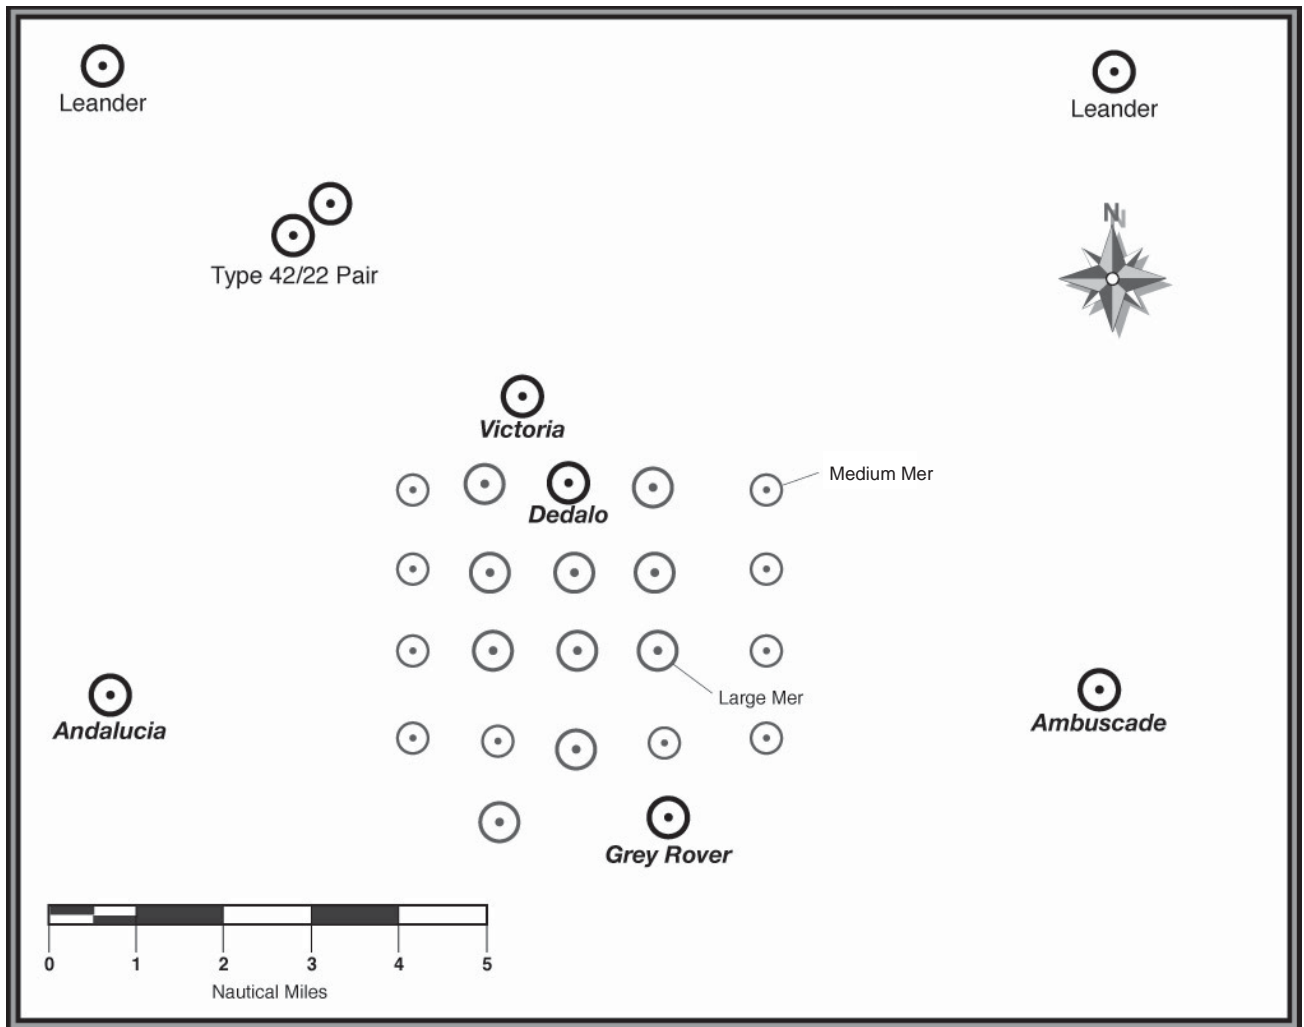 Leander
Leander
Type 42/22 Pair
N
Victoria
Medium Mer
Dedalo
Large Mer
Andalucia
Ambuscade
Grey Rover
0 1 2 3 4 5
Nautical Miles